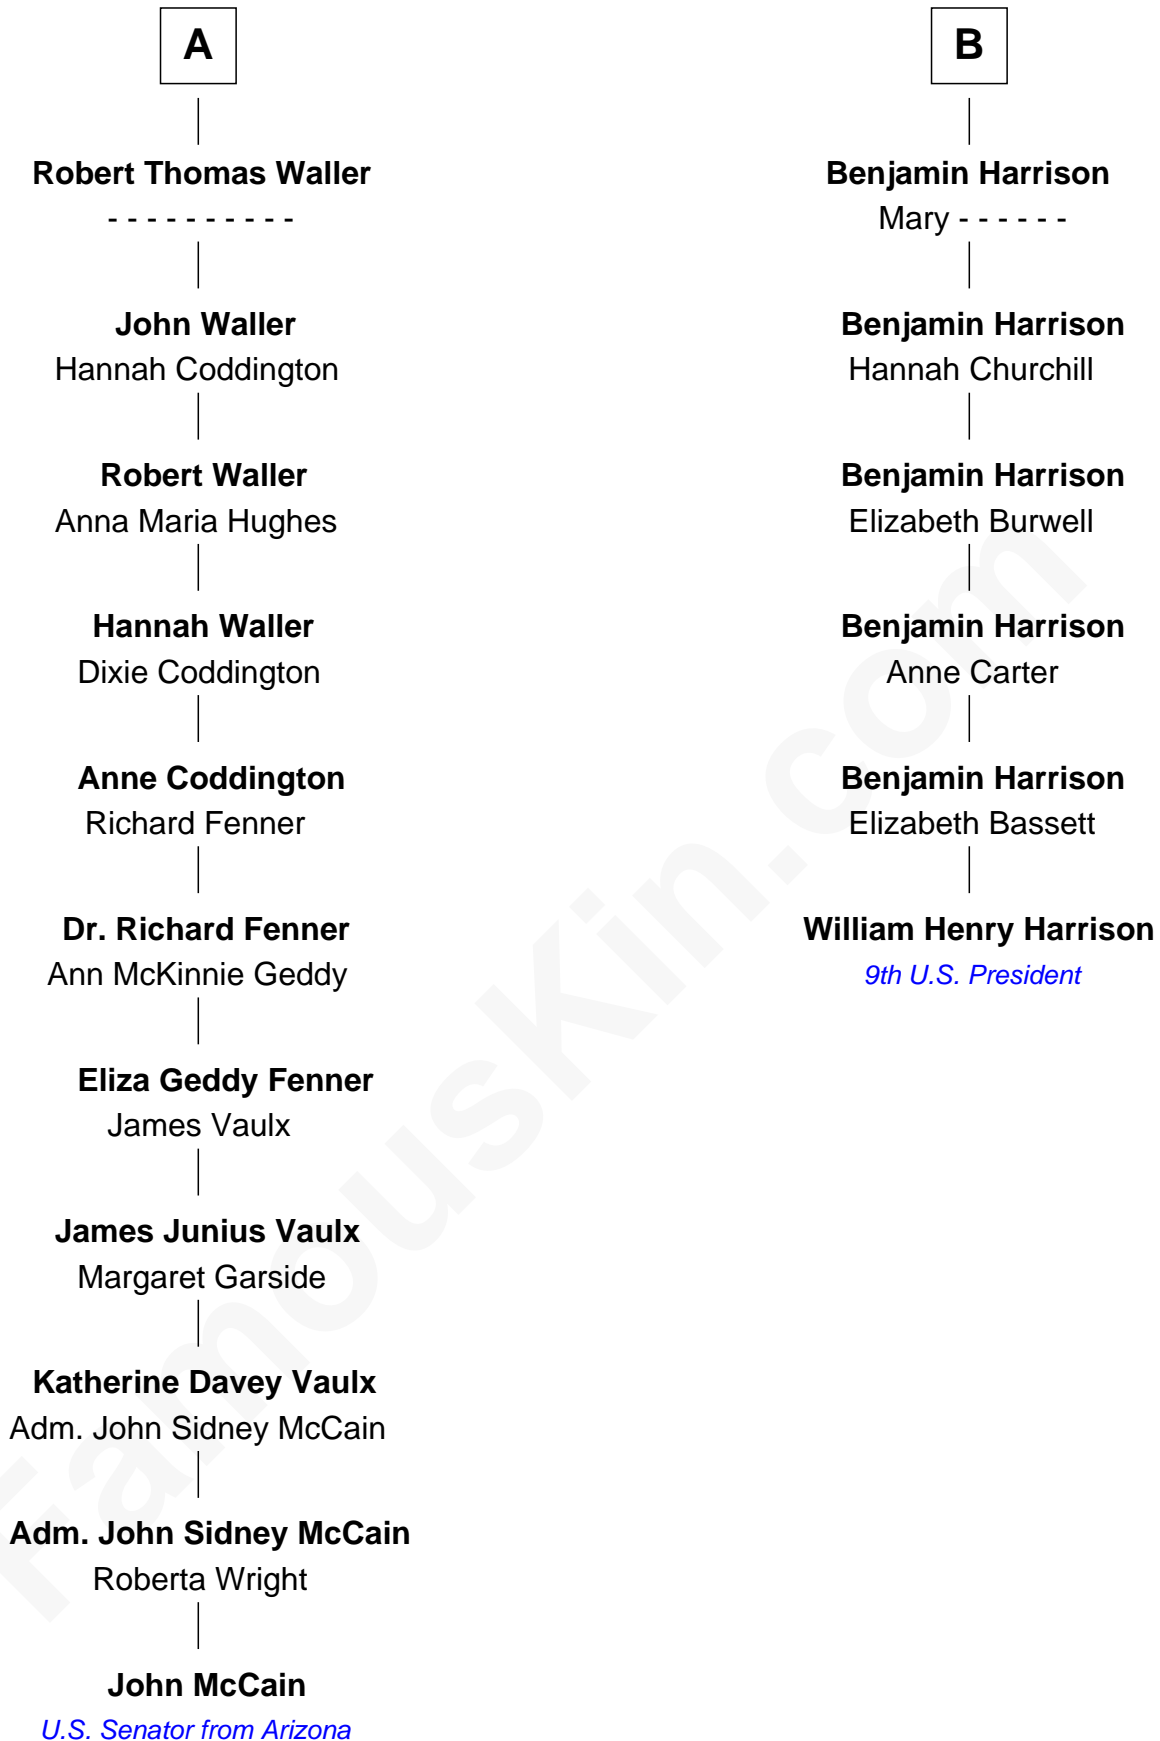 A
Robert Thomas Waller
- - - - - - - - - -
John Waller
Hannah Coddington
Robert Waller
Anna Maria Hughes
Hannah Waller
Dixie Coddington
Anne Coddington
Richard Fenner
Dr. Richard Fenner
Ann McKinnie Geddy
Eliza Geddy Fenner
James Vaulx
James Junius Vaulx
Margaret Garside
Katherine Davey Vaulx
Adm. John Sidney McCain
Adm. John Sidney McCain
Roberta Wright
John McCain
U.S. Senator from Arizona
B
Benjamin Harrison
Mary - - - - - -
Benjamin Harrison
Hannah Churchill
Benjamin Harrison
Elizabeth Burwell
Benjamin Harrison
Anne Carter
Benjamin Harrison
Elizabeth Bassett
William Henry Harrison
9th U.S. President
FamousKin.com